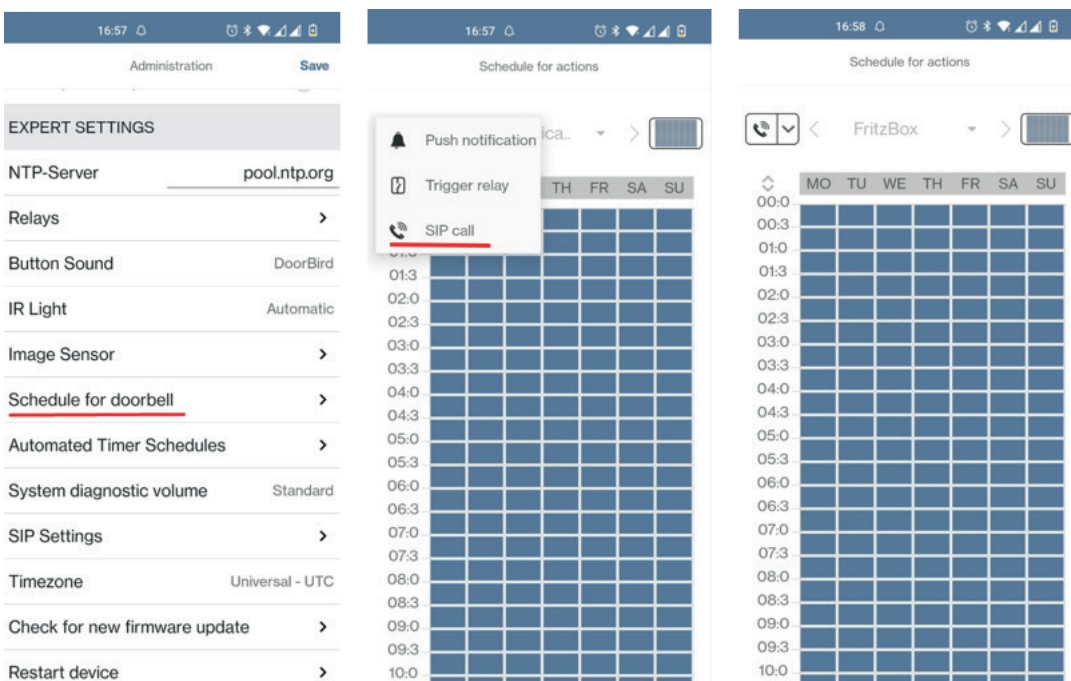 16:57
Administration Save
EXPERT SETTINGS
NTP-Server pool.ntp.org
Relays
Button Sound DoorBird
IR Light Automatic
Image Sensor
Schedule for doorbell
Automated Timer Schedules
System diagnostic volume Standard
SIP Settings
Timezone Universal - UTC
Check for new firmware update
Restart device
16:57
Schedule for actions
ica..
Push notification
Trigger relay
SIP call
TH FR SA SU
01:3
02:0
02:3
03:0
03:3
04:0
04:3
05:0
05:3
06:0
06:3
07:0
07:3
08:0
08:3
09:0
09:3
10:0
16:58
Schedule for actions
FritzBox
MO TU WE TH FR SA SU
00:0
00:3
01:0
01:3
02:0
02:3
03:0
03:3
04:0
04:3
05:0
05:3
06:0
06:3
07:0
07:3
08:0
08:3
09:0
09:3
10:0